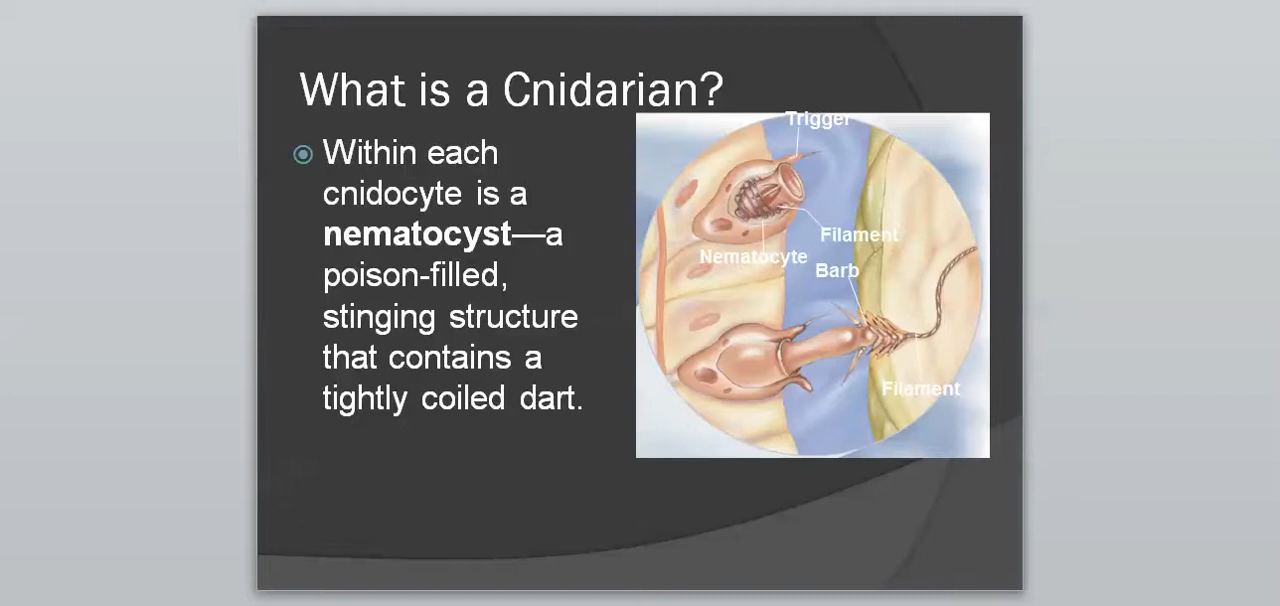 What is a Cnidarian?
Within each
cnidocyte is a
nematocyst—a
poison-filled,
stinging structure
that contains a
tightly coiled dart.
Trigger
Filament
Nematocyte
Barb
Filament